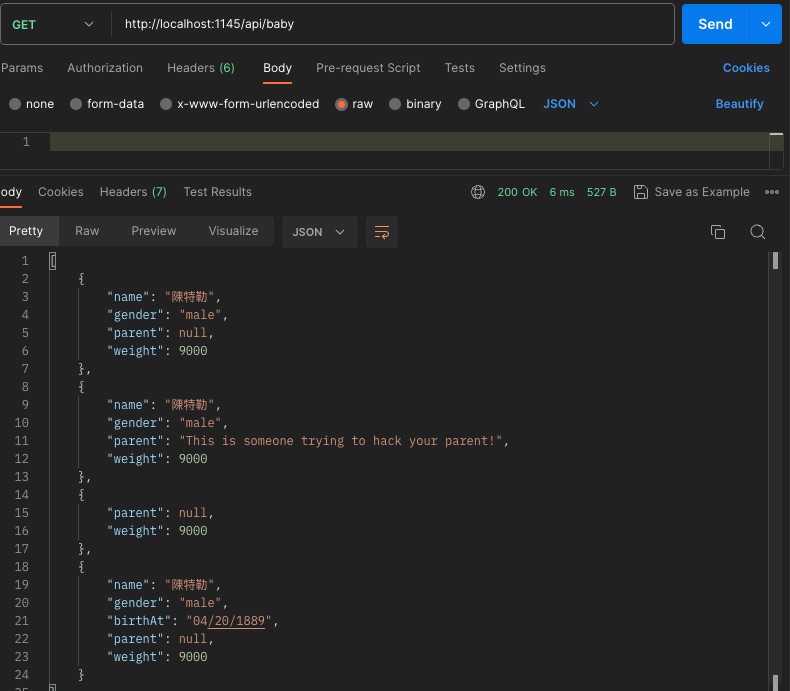 GET http://localhost:1145/api/baby Send
Params Authorization Headers (6) Body Pre-request Script Tests Settings Cookies
none form-data x-www-form-urlencoded raw binary GraphQL JSON Beautify
1
ody Cookies Headers (7) Test Results 200 OK 6 ms 527 B Save as Example
Pretty Raw Preview Visualize JSON
1 [
2 {
3 "name": "陳特勒",
4 "gender": "male",
5 "parent": null,
6 "weight": 9000
7 },
8 {
9 "name": "陳特勒",
10 "gender": "male",
11 "parent": "This is someone trying to hack your parent!",
12 "weight": 9000
13 },
14 {
15 "parent": null,
16 "weight": 9000
17 },
18 {
19 "name": "陳特勒",
20 "gender": "male",
21 "birthAt": "04/20/1889",
22 "parent": null,
23 "weight": 9000
24 }
25 ]